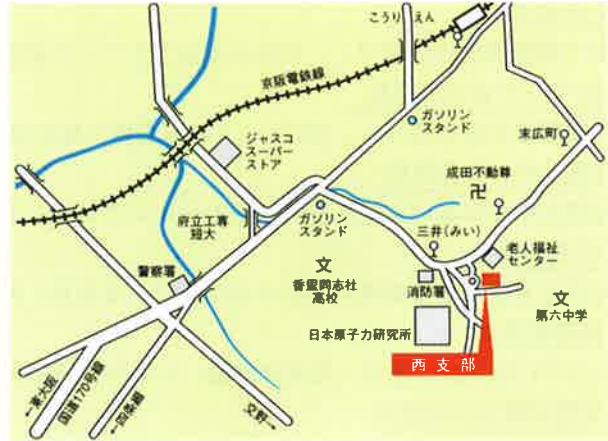 こうりえん
京阪電鉄線
ガソリン
スタンド
ジャスコ
スーパー
ストア
末広町
成田不動尊
府立工専
短大
ガソリン
スタンド
三井(みい)
老人福祉
センター
警察署
文
香里同志社
高校
消防署
文
第六中学
日本原子力研究所
西支部
←東大阪
国道170号線
←四条畷
交野→